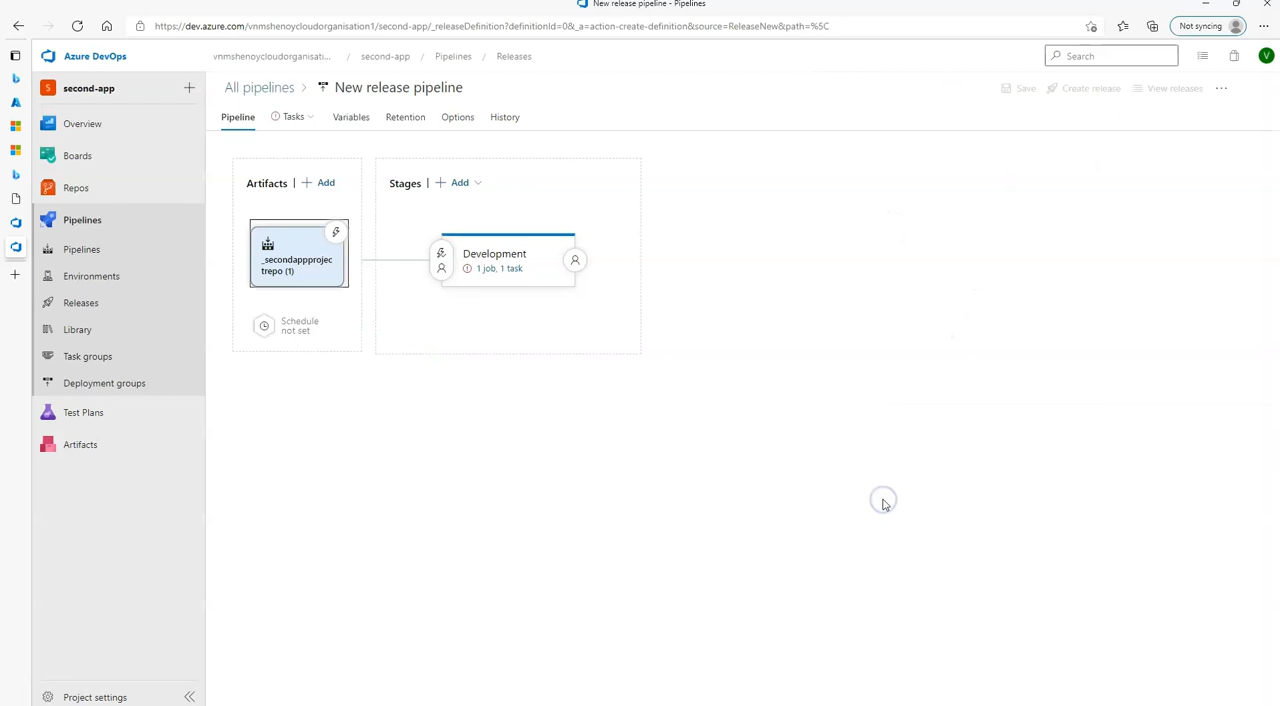 New release pipeline - Pipelines
https://dev.azure.com/vnmshenoycloudorganisation1/second-app/_releaseDefinition?definitionId=0&_a=action-create-definition&source=ReleaseNew&path=%5C
Not syncing
Azure DevOps
vnmshenoycloudorganisati... / second-app / Pipelines / Releases
Search
V
S second-app
All pipelines > New release pipeline
Save Create release View releases
Pipeline Tasks Variables Retention Options History
Overview
Boards
Repos
Pipelines
Pipelines
Environments
Releases
Library
Task groups
Deployment groups
Test Plans
Artifacts
Project settings
Artifacts | + Add
_secondappprojec
trepo (1)
Schedule
not set
Stages | + Add
Development
1 job, 1 task